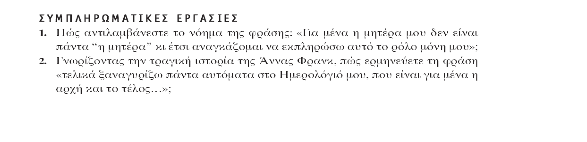 ΣΥΜΠΛΗΡΩΜΑΤΙΚΕΣ ΕΡΓΑΣΙΕΣ
1. Πώς αντιλαμβάνεστε το νόημα της φράσης: «Για μένα η μητέρα μου δεν είναι
πάντα “η μητέρα” κι έτσι αναγκάζομαι να εκπληρώσω αυτό το ρόλο μόνη μου»;
2. Γνωρίζοντας την τραγική ιστορία της Άννας Φρανκ, πώς ερμηνεύετε τη φράση
«τελικά ξαναγυρίζω πάντα αυτόματα στο Ημερολόγιό μου, που είναι για μένα η
αρχή και το τέλος...»;